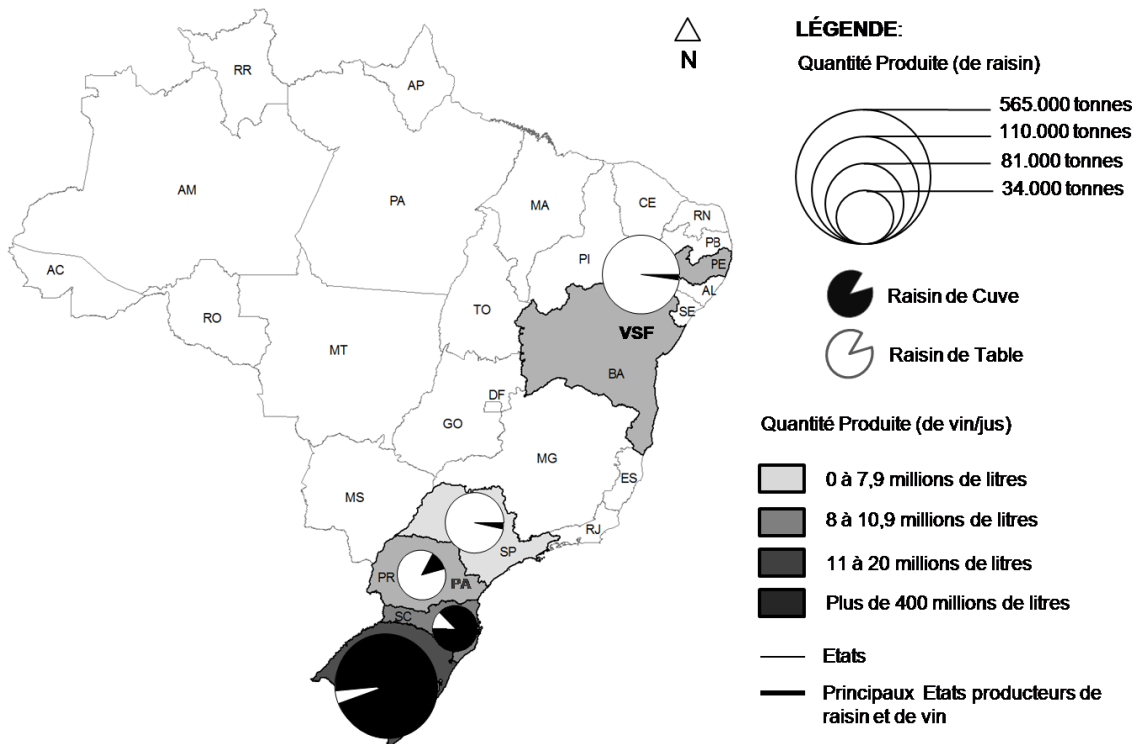 N
LÉGENDE:
Quantité Produite (de raisin)
565.000 tonnes
110.000 tonnes
81.000 tonnes
34.000 tonnes
Raisin de Cuve
Raisin de Table
Quantité Produite (de vin/jus)
0 à 7,9 millions de litres
8 à 10,9 millions de litres
11 à 20 millions de litres
Plus de 400 millions de litres
Etats
Principaux Etats producteurs de
raisin et de vin
RR
AP
AM
PA
MA
CE
RN
PB
PE
PI
AL
SE
AC
RO
TO
VSF
MT
BA
DF
GO
MG
ES
MS
RJ
SP
PR
PA
SC